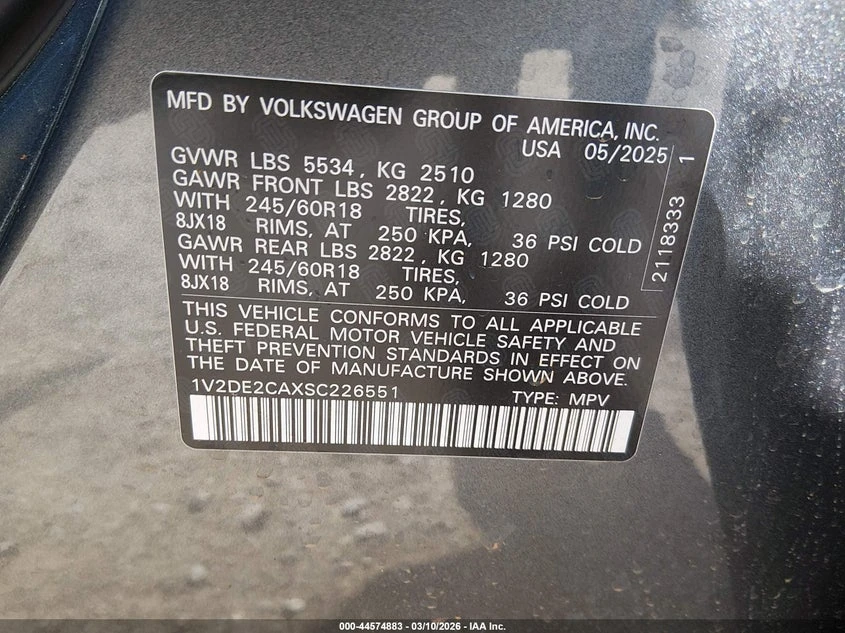 MFD BY VOLKSWAGEN GROUP OF AMERICA, INC.
USA 05/2025
GVWR LBS 5534, KG 2510
GAWR FRONT LBS 2822, KG 1280
WITH 245/60R18 TIRES,
8JX18 RIMS, AT 250 KPA, 36 PSI COLD
GAWR REAR LBS 2822, KG 1280
WITH 245/60R18 TIRES,
8JX18 RIMS, AT 250 KPA, 36 PSI COLD
2118333 1
THIS VEHICLE CONFORMS TO ALL APPLICABLE
U.S. FEDERAL MOTOR VEHICLE SAFETY AND
THEFT PREVENTION STANDARDS IN EFFECT ON
THE DATE OF MANUFACTURE SHOWN ABOVE.
1V2DE2CAXSC226551 TYPE: MPV
000-44574883 — 03/10/2026 — IAA Inc.